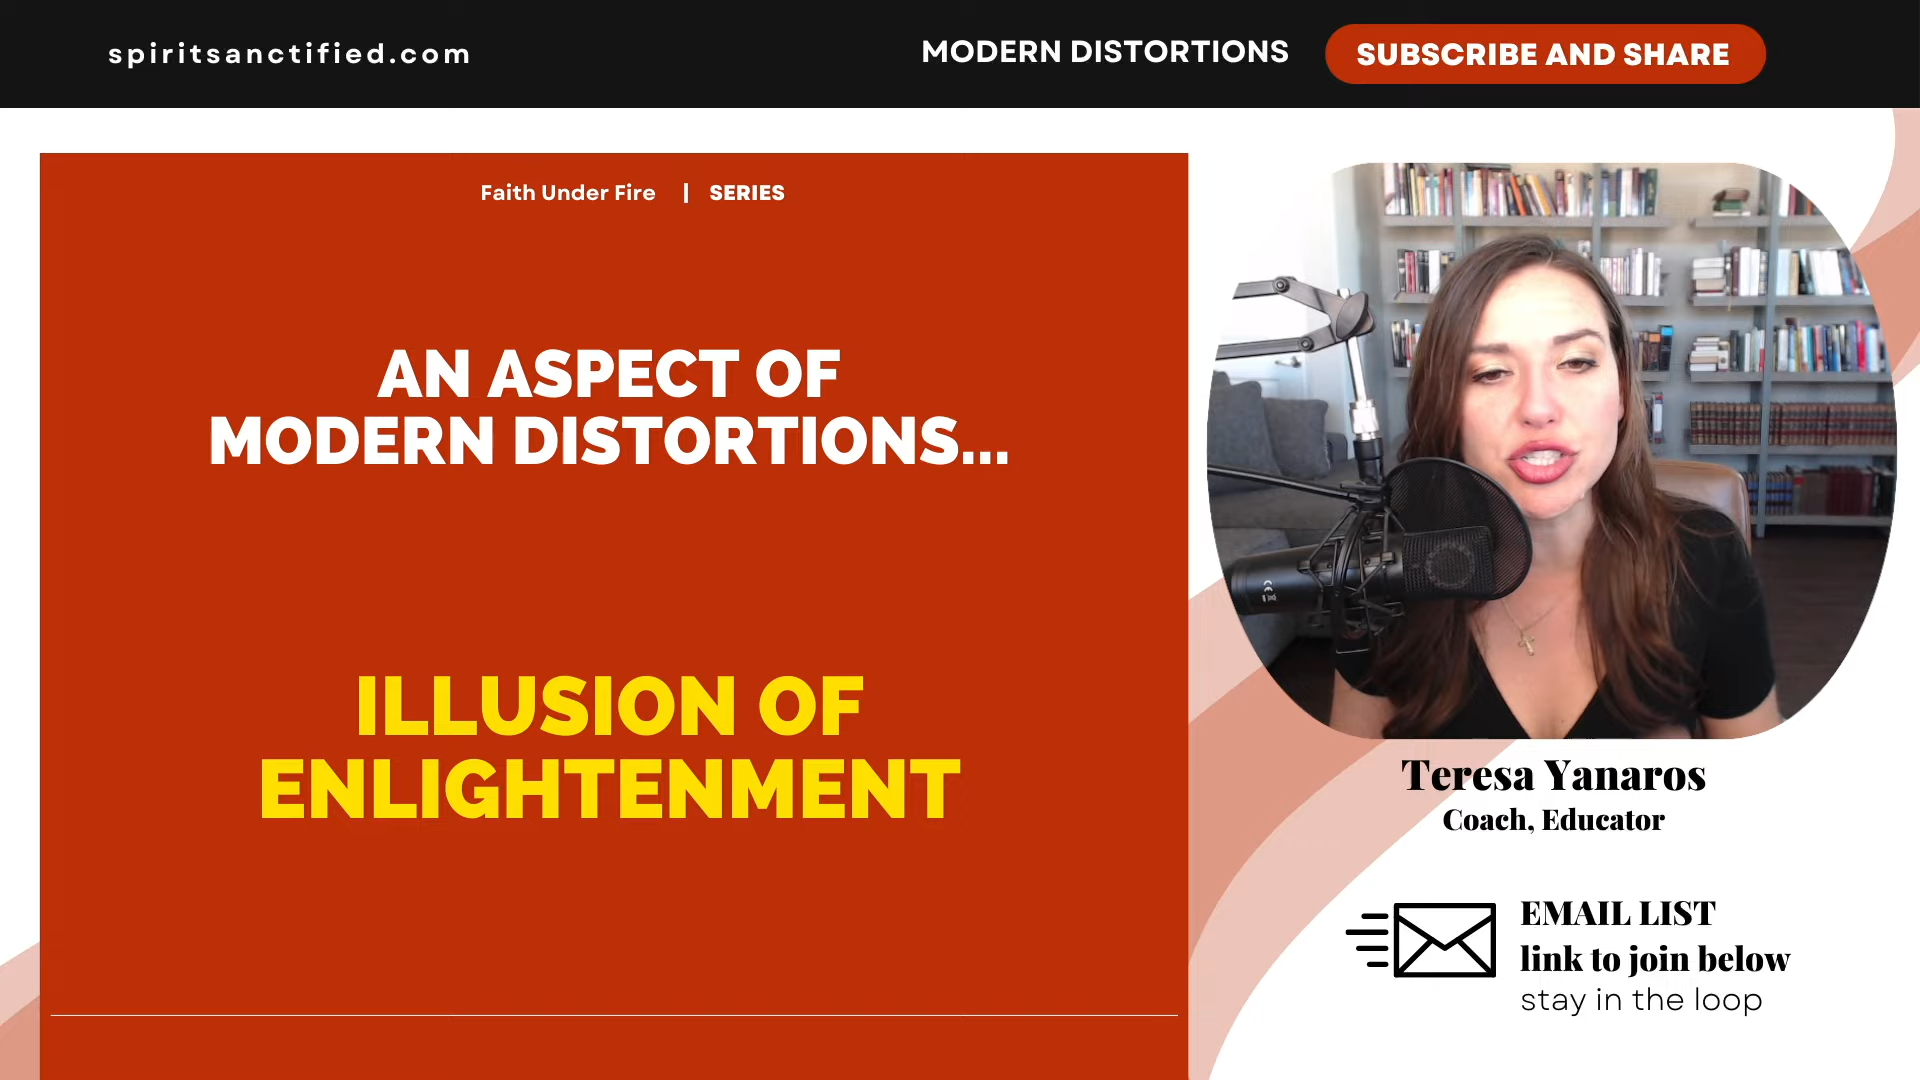 spiritsanctified.com
MODERN DISTORTIONS
SUBSCRIBE AND SHARE
Faith Under Fire | SERIES
AN ASPECT OF
MODERN DISTORTIONS...
ILLUSION OF
ENLIGHTENMENT
Teresa Yanaros
Coach, Educator
EMAIL LIST
link to join below
stay in the loop